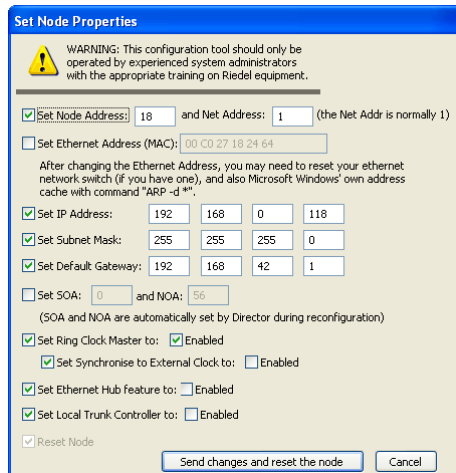 Set Node Properties
WARNING: This configuration tool should only be
operated by experienced system administrators
with the appropriate training on Riedel equipment.
Set Node Address: 18 and Net Address: 1 (the Net Addr is normally 1)
Set Ethernet Address (MAC): 00 C0 27 18 24 64
After changing the Ethernet Address, you may need to reset your ethernet
network switch (if you have one), and also Microsoft Windows' own address
cache with command "ARP -d *".
Set IP Address: 192 168 0 118
Set Subnet Mask: 255 255 255 0
Set Default Gateway: 192 168 42 1
Set SOA: 0 and NOA: 56
(SOA and NOA are automatically set by Director during reconfiguration)
Set Ring Clock Master to: Enabled
Set Synchronise to External Clock to: Enabled
Set Ethernet Hub feature to: Enabled
Set Local Trunk Controller to: Enabled
Reset Node
Send changes and reset the node Cancel